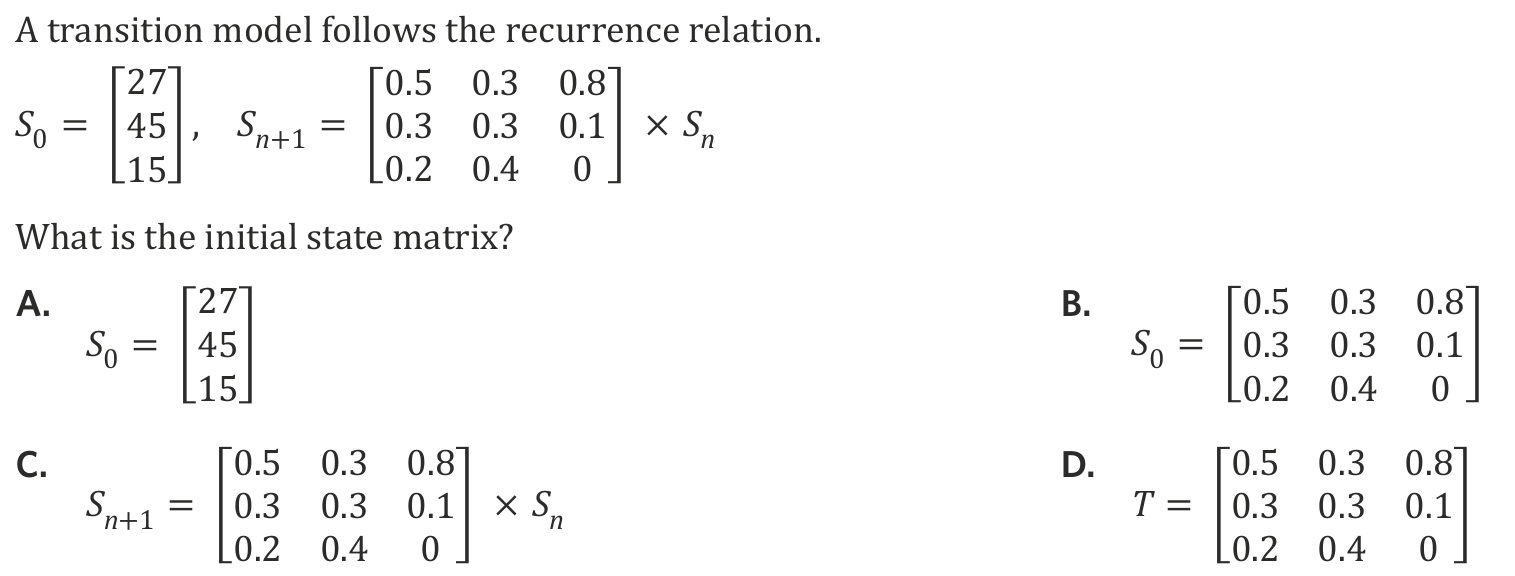 A transition model follows the recurrence relation.
S₀ = [27 45 15], Sₙ₊₁ = [0.5 0.3 0.8 0.3 0.3 0.1 0.2 0.4 0] × Sₙ
What is the initial state matrix?
A. S₀ = [27 45 15]
B. S₀ = [0.5 0.3 0.8 0.3 0.3 0.1 0.2 0.4 0]
C. Sₙ₊₁ = [0.5 0.3 0.8 0.3 0.3 0.1 0.2 0.4 0] × Sₙ
D. T = [0.5 0.3 0.8 0.3 0.3 0.1 0.2 0.4 0]